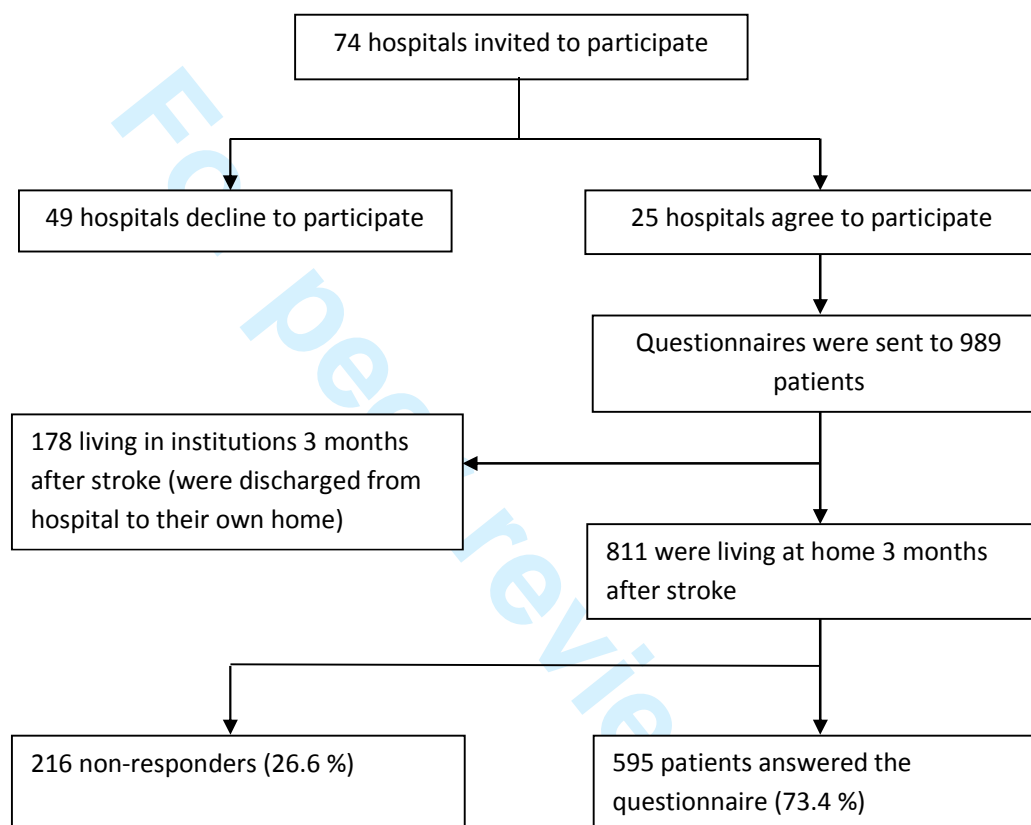 74 hospitals invited to participate
49 hospitals decline to participate
25 hospitals agree to participate
Questionnaires were sent to 989
patients
178 living in institutions 3 months
after stroke (were discharged from
hospital to their own home)
811 were living at home 3 months
after stroke
216 non-responders (26.6 %)
595 patients answered the
questionnaire (73.4 %)
For peer review